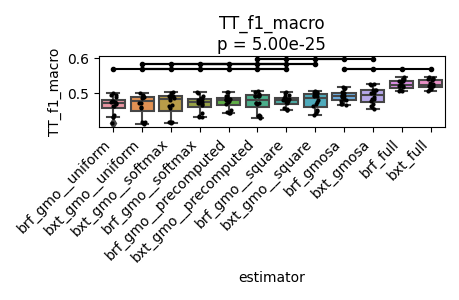 TT_f1_macro
p = 5.00e-25
TT_f1_macro
0.6
0.5
brf_gmo__uniform
bxt_gmo__uniform
bxt_gmo__softmax
brf_gmo__softmax
brf_gmo__precomputed
bxt_gmo__precomputed
brf_gmo__square
bxt_gmo__square
brf_gmosa
bxt_gmosa
brf_full
bxt_full
estimator